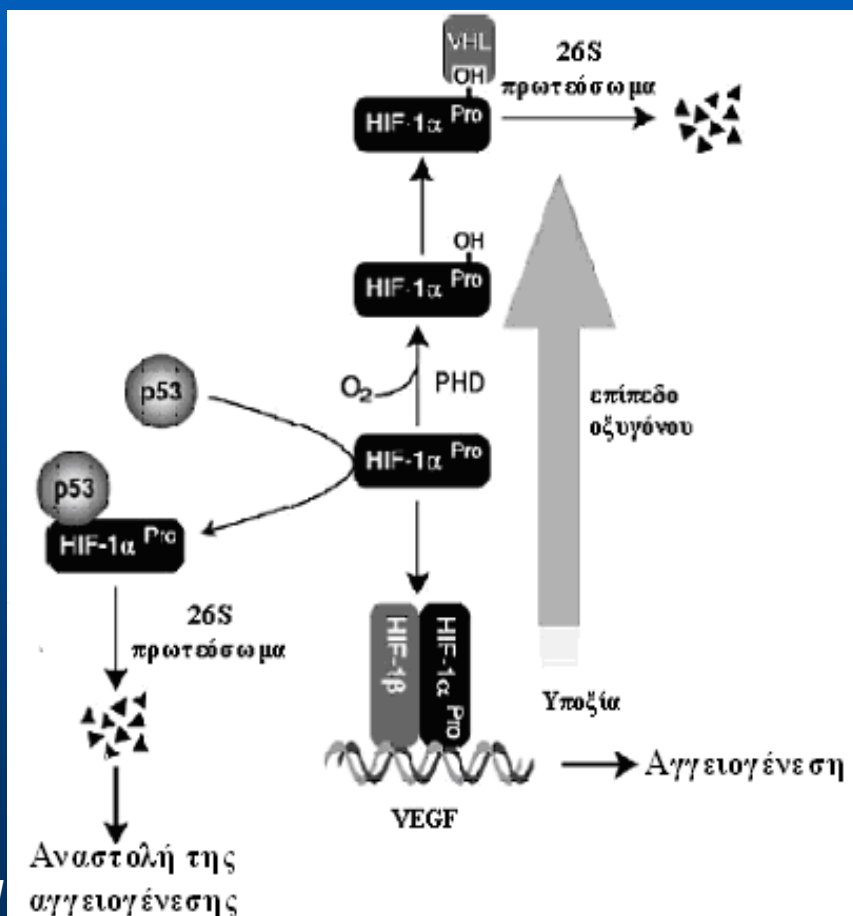 VHL
OH
HIF-1α Pro
26S
πρωτεόσωμα
OH
HIF-1α Pro
O2
PHD
επίπεδο
οξυγόνου
p53
HIF-1α Pro
p53
HIF-1α Pro
26S
πρωτεόσωμα
HIF-1β
HIF-1α Pro
Υποξία
VEGF
Αγγειογένεση
Αναστολή της
αγγειογένεσης